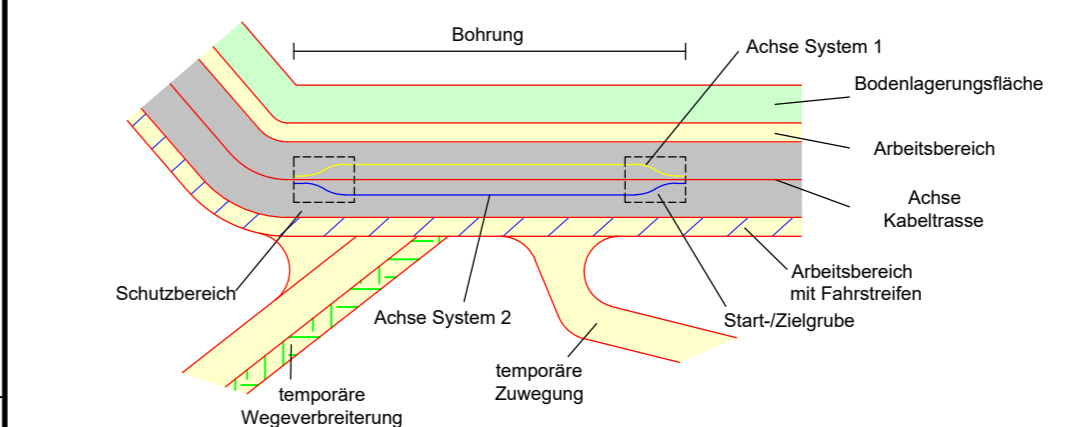 Bohrung
Achse System 1
Bodenlagerungsfläche
Arbeitsbereich
Achse
Kabeltrasse
Arbeitsbereich
mit Fahrstreifen
Start-/Zielgrube
Schutzbereich
Achse System 2
temporäre
Zuwegung
temporäre
Wegeverbreiterung